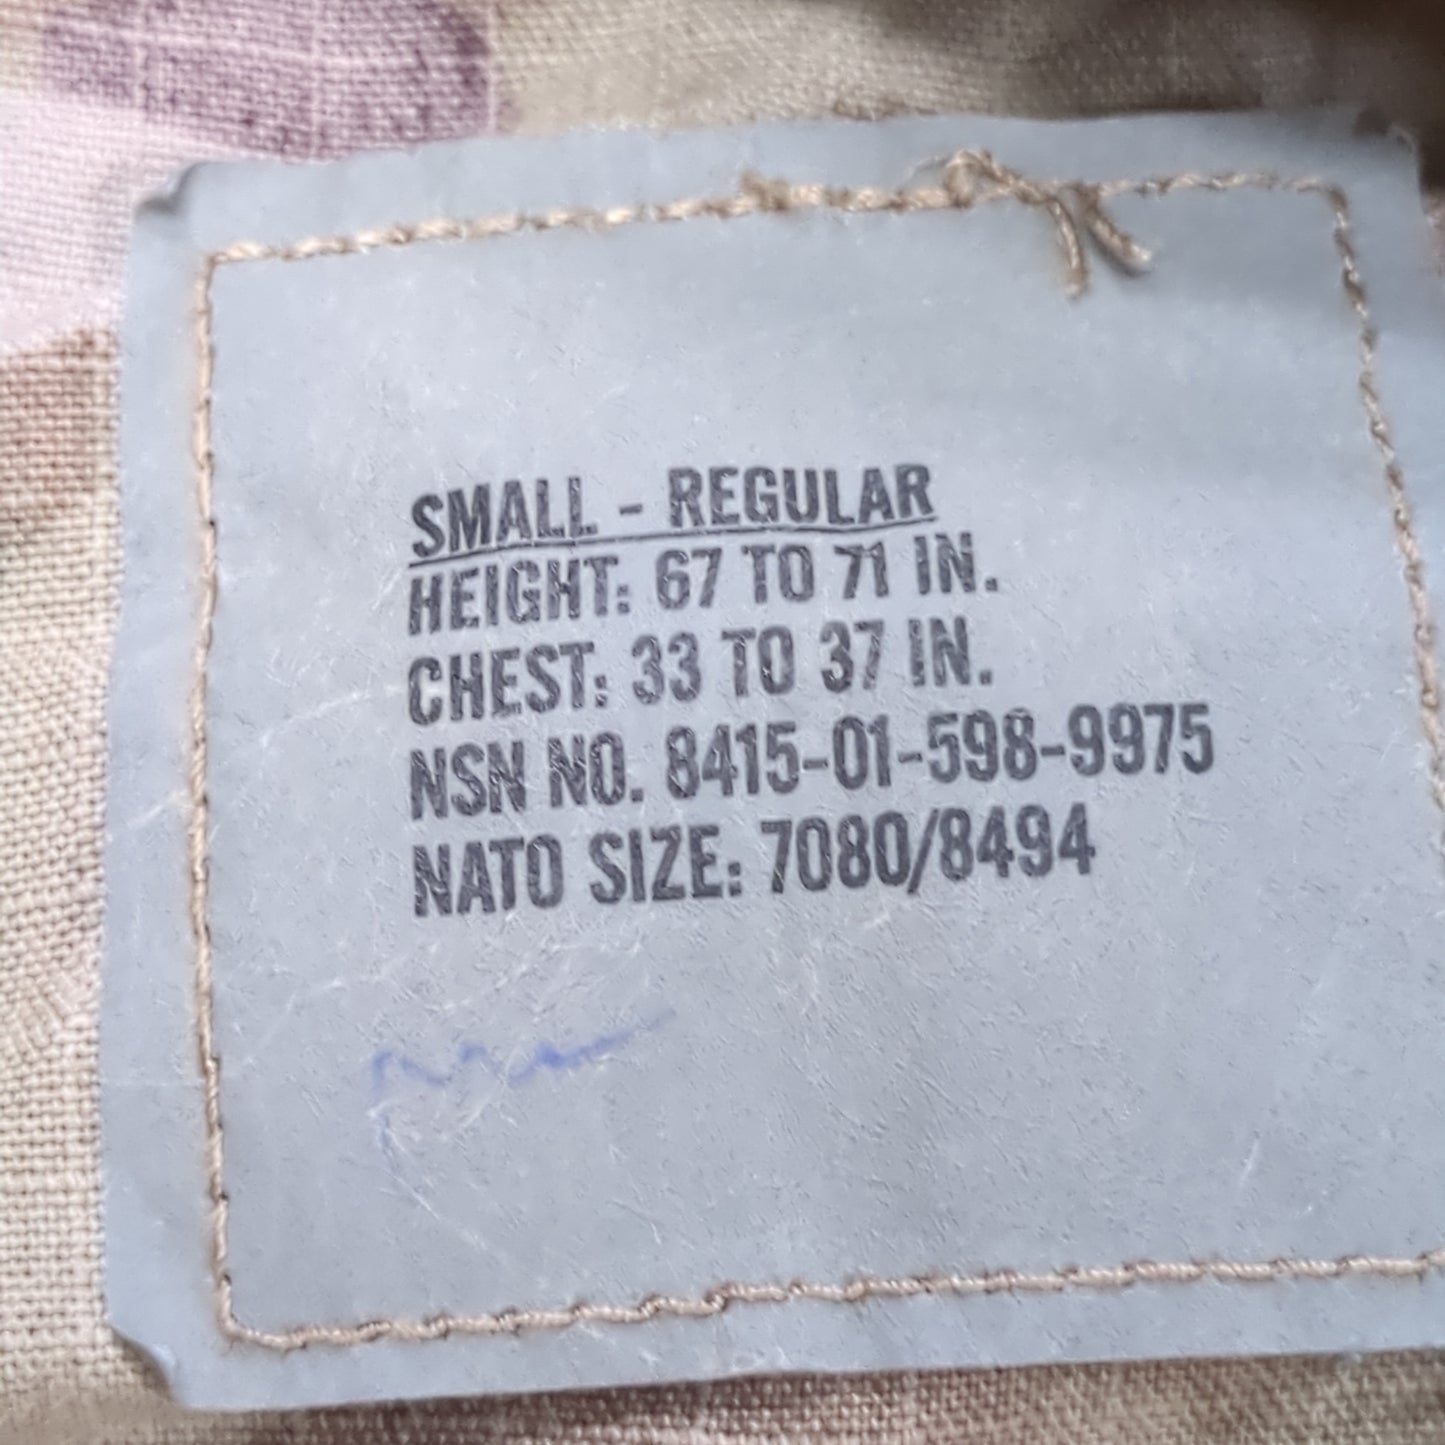 SMALL - REGULAR
HEIGHT: 67 TO 71 IN.
CHEST: 33 TO 37 IN.
NSN NO. 8415-01-598-9975
NATO SIZE: 7080/8494